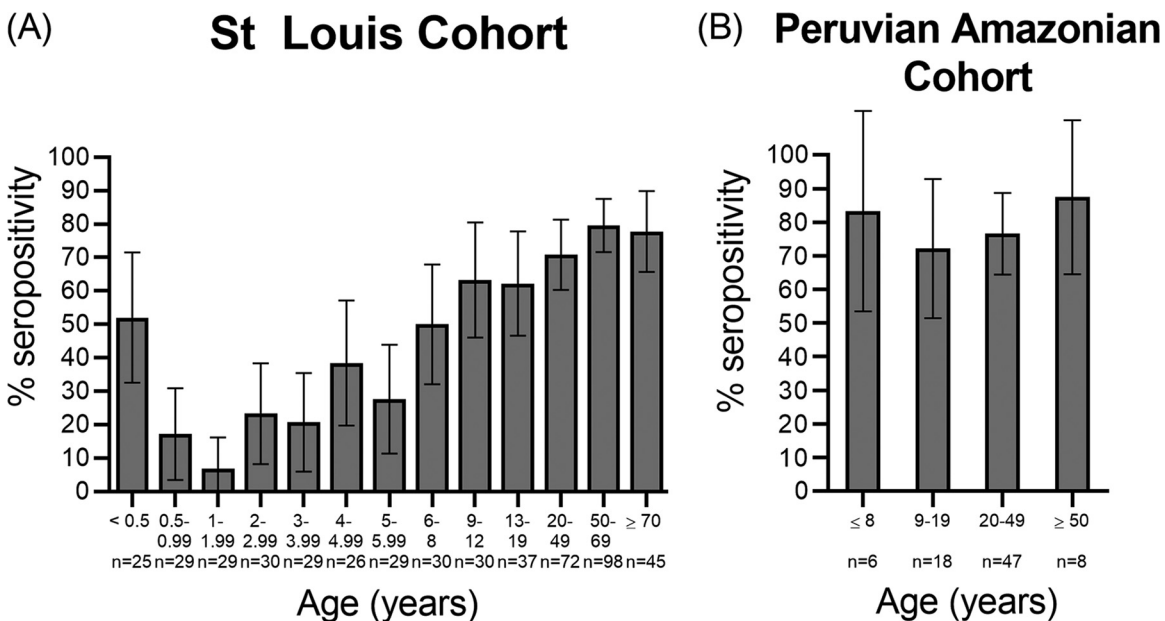 (A) St Louis Cohort
% seropositivity
100
90
80
70
60
50
40
30
20
10
0
< 0.5 0.5- 1- 2- 3- 4- 5- 6- 9- 13- 20- 50- ≥ 70
0.99 1.99 2.99 3.99 4.99 5.99 8 12 19 49 69
n=25 n=29 n=29 n=30 n=29 n=26 n=29 n=30 n=30 n=37 n=72 n=98 n=45
Age (years)
(B) Peruvian Amazonian
Cohort
% seropositivity
100
90
80
70
60
50
40
30
20
10
0
≤ 8 9-19 20-49 ≥ 50
n=6 n=18 n=47 n=8
Age (years)